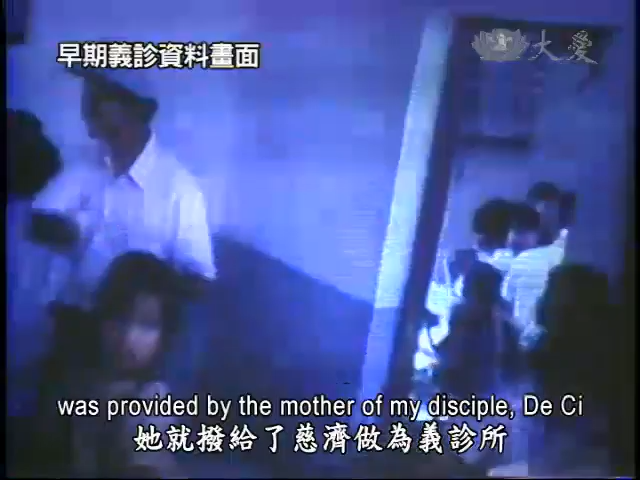 早期義診資料畫面
大愛
was provided by the mother of my disciple, De Ci
她就撥給了慈濟做為義診所